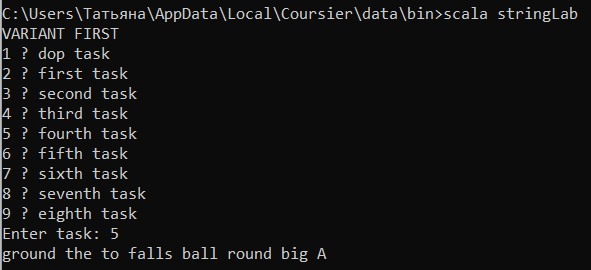 C:\Users\Татьяна\AppData\Local\Coursier\data\bin>scala stringLab
VARIANT FIRST
1 ? dop task
2 ? first task
3 ? second task
4 ? third task
5 ? fourth task
6 ? fifth task
7 ? sixth task
8 ? seventh task
9 ? eighth task
Enter task: 5
ground the to falls ball round big A